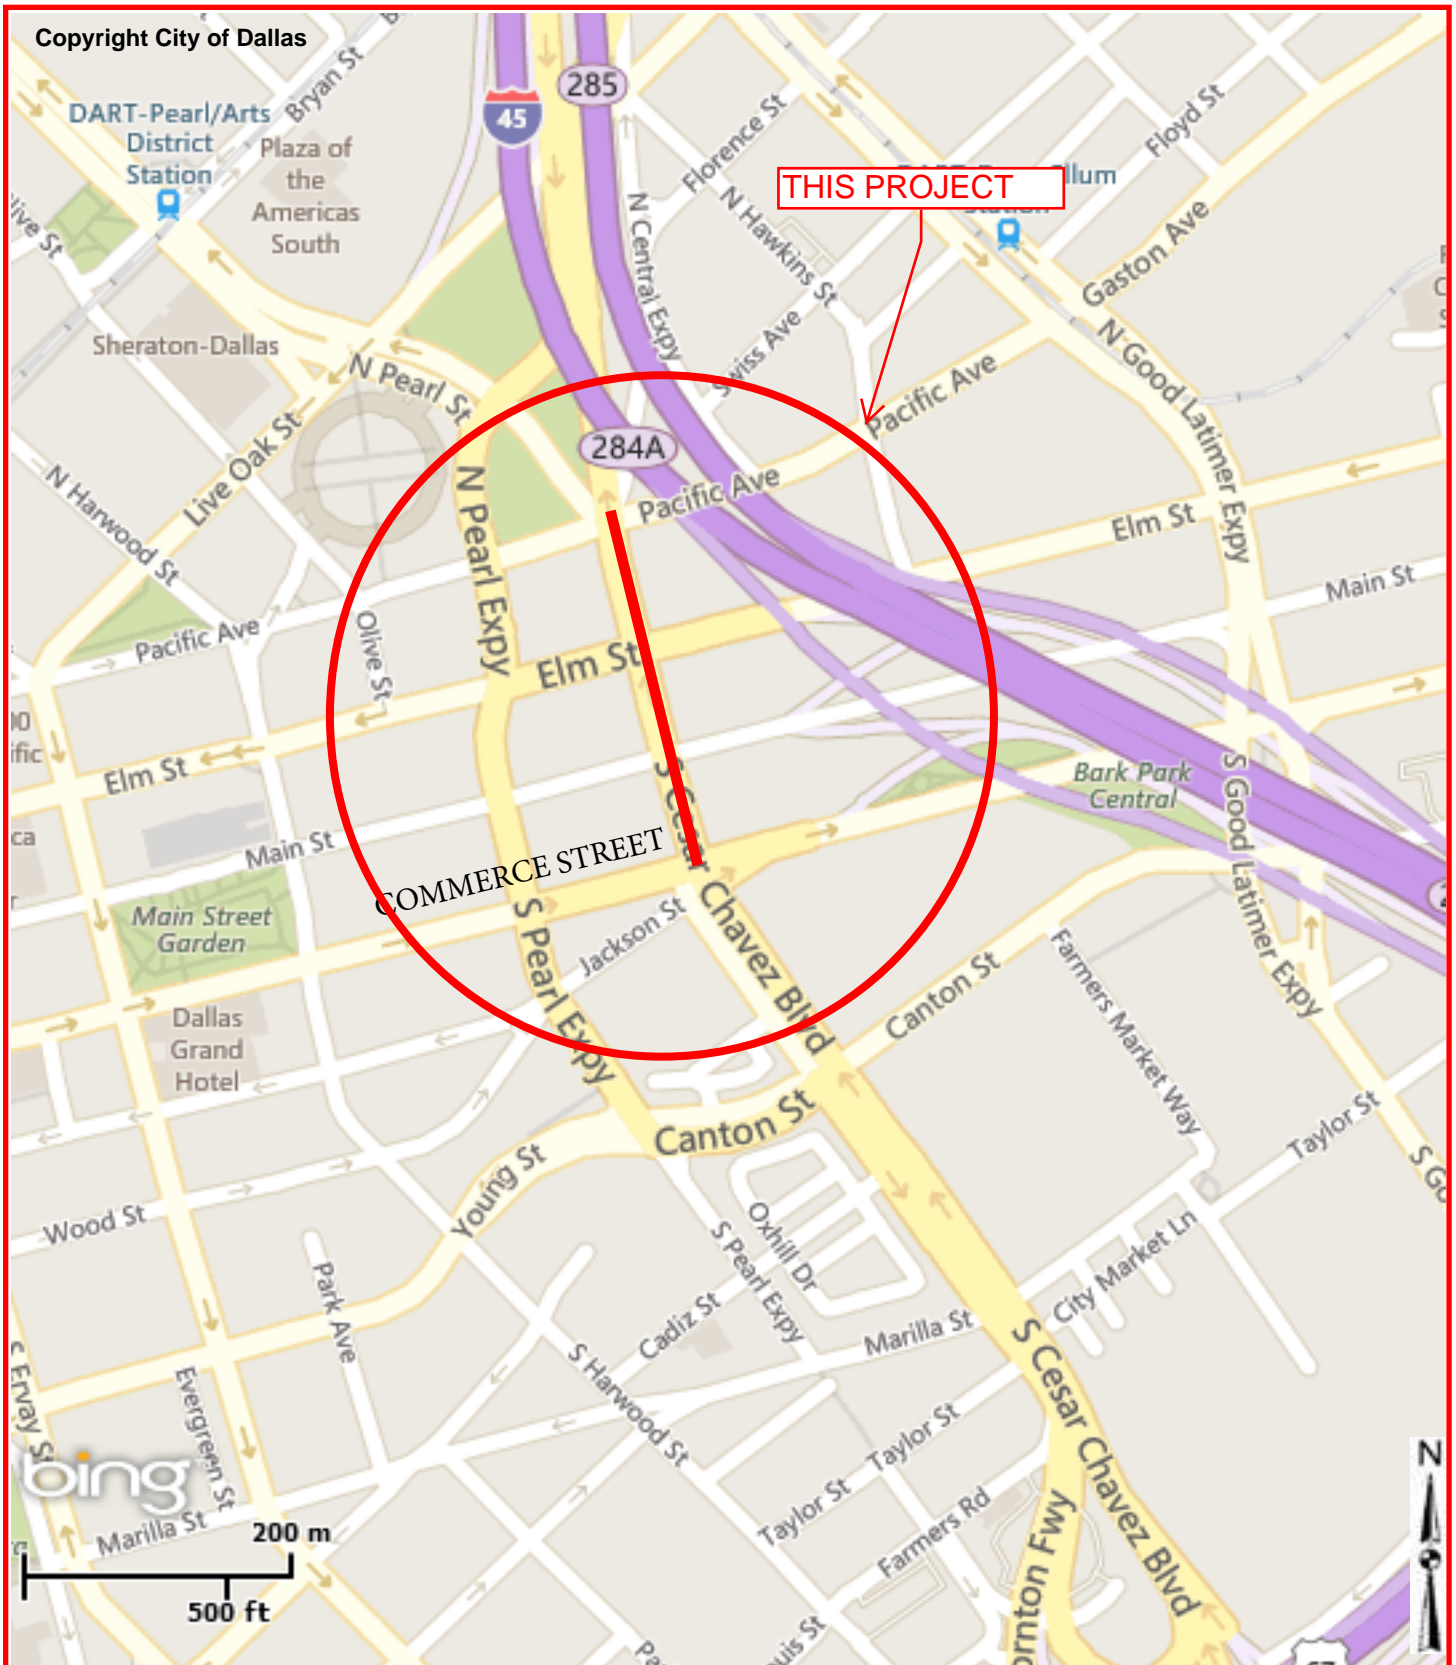 Copyright City of Dallas
Bryan St
285
45
DART-Pearl/Arts
District
Station
Plaza of
the
Americas
South
Florence St
Floyd St
THIS PROJECT
Station
N Central Expy
N Hawkins St
Gaston Ave
Sheraton-Dallas
N Pearl St
Swiss Ave
Pacific Ave
N Good Latimer Expy
Live Oak St
N Harwood St
284A
Pacific Ave
N Pearl Expy
Elm St
Main St
Pacific Ave
Olive St
Elm St
Elm St
S Cesar Chavez Blvd
Bark Park
Central
S Good Latimer Expy
Main St
COMMERCE STREET
Main Street
Garden
S Pearl Expy
Jackson St
Canton St
Farmers Market Way
Dallas
Grand
Hotel
Canton St
Taylor St
Young St
Wood St
Oxhill Dr
S Pearl Expy
City Market Ln
Park Ave
Cadiz St
Marilla St
S Harwood St
S Cesar Chavez Blvd
S Ervay St
Evergreen St
Taylor St
Taylor St
Farmers Rd
bing
Marilla St
200 m
500 ft
N